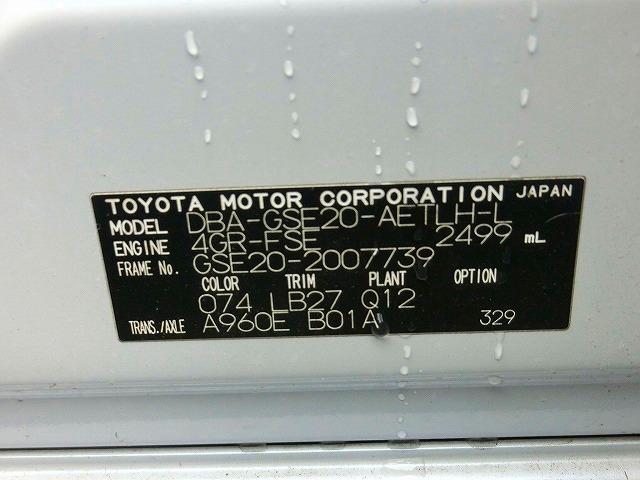 TOYOTA MOTOR CORPORATION JAPAN
MODEL DBA-GSE20-AETLH-L
ENGINE 4GR-FSE 2499 mL
FRAME No. GSE20-2007739
COLOR TRIM PLANT OPTION
074 LB27 Q12
TRANS./AXLE A960E B01A 329